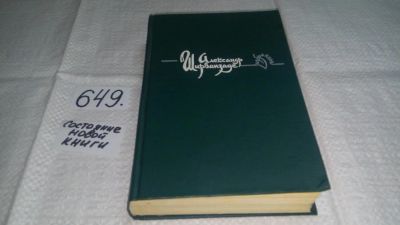 Александр
Ширванзаде
649.
состояние
новой
книги